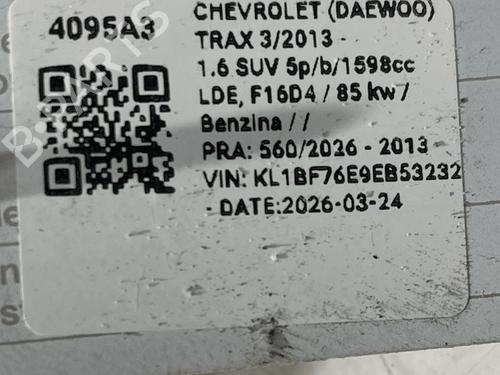 4095A3
CHEVROLET (DAEWOO)
TRAX 3/2013 -
1.6 SUV 5p/b/1598cc
LDE, F16D4 / 85 kw /
Benzina / /
PRA: 560/2026 - 2013 -
VIN: KL1BF76E9EB53232
- DATE:2026-03-24
B-PARTS